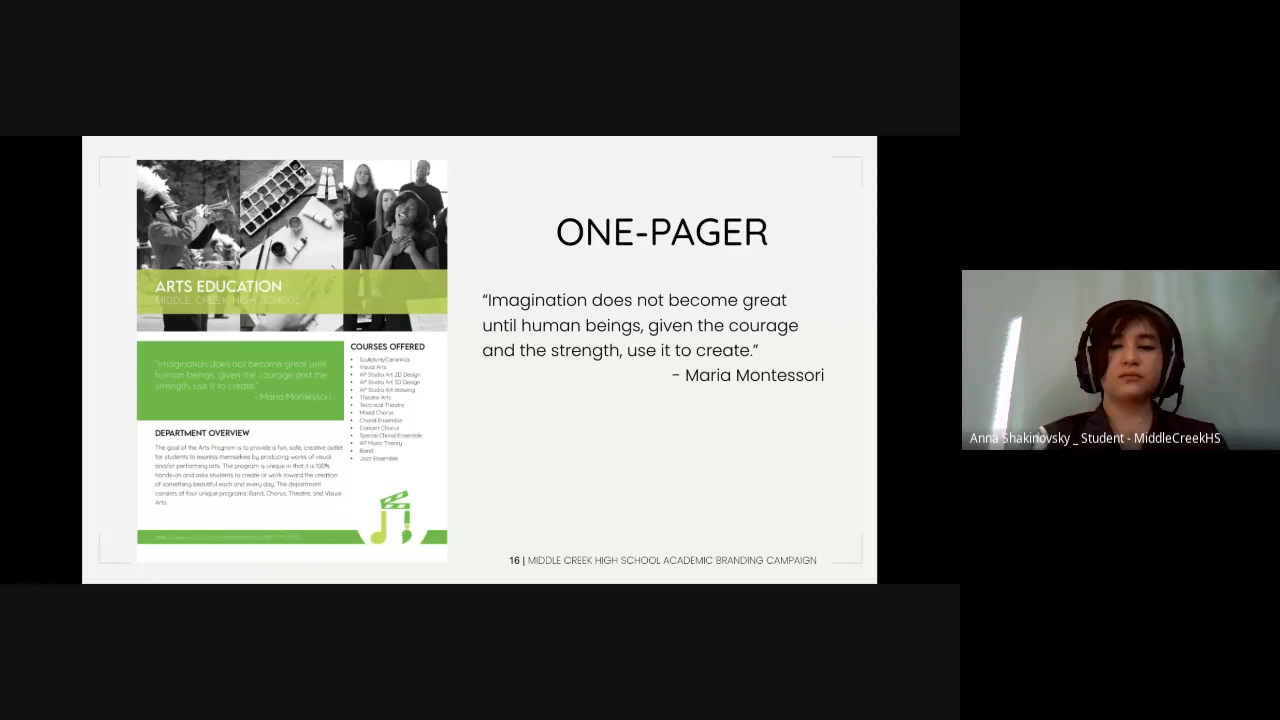 ARTS EDUCATION
MIDDLE CREEK HIGH SCHOOL
"Imagination does not become great until
human beings, given the courage and the
strength, use it to create."
- Maria Montessori
DEPARTMENT OVERVIEW
The goal of the Arts Program is to provide a fun, safe, creative outlet
for students to express themselves by producing works of visual
and/or performing arts. The program is unique in that it is 100%
hands-on and asks students to create or work toward the creation
of something beautiful each and every day. The department
consists of four unique programs: Band, Chorus, Theatre, and Visual
Arts.
COURSES OFFERED
• Sculpture/Ceramics
• Visual Arts
• AP Studio Art 2D Design
• AP Studio Art 3D Design
• AP Studio Art drawing
• Theatre Arts
• Technical Theatre
• Mixed Chorus
• Choral Ensemble
• Concert Chorus
• Special Choral Ensemble
• AP Music Theory
• Band
• Jazz Ensemble
ONE-PAGER
“Imagination does not become great
until human beings, given the courage
and the strength, use it to create.”
- Maria Montessori
16 | MIDDLE CREEK HIGH SCHOOL ACADEMIC BRANDING CAMPAIGN
Anna Shakinovsky _ Student - MiddleCreekHS